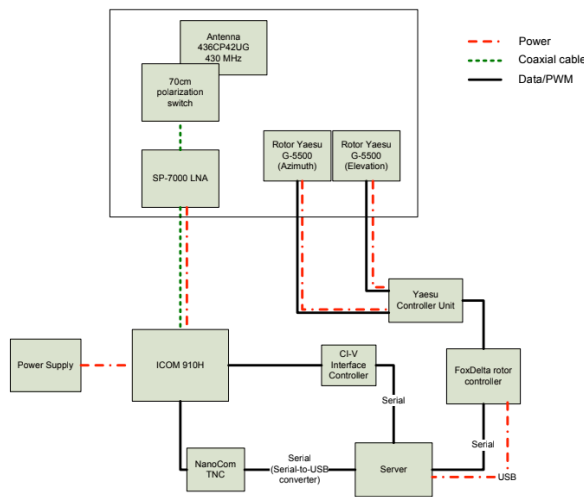 Antenna
436CP42UG
430 MHz
70cm
polarization
switch
SP-7000 LNA
Rotor Yaesu
G-5500
(Azimuth)
Rotor Yaesu
G-5500
(Elevation)
Power
Coaxial cable
Data/PWM
Yaesu
Controller Unit
Power Supply
ICOM 910H
CI-V
Interface
Controller
FoxDelta rotor
controller
Serial
Serial
NanoCom
TNC
Serial
(Serial-to-USB
converter)
Server
USB